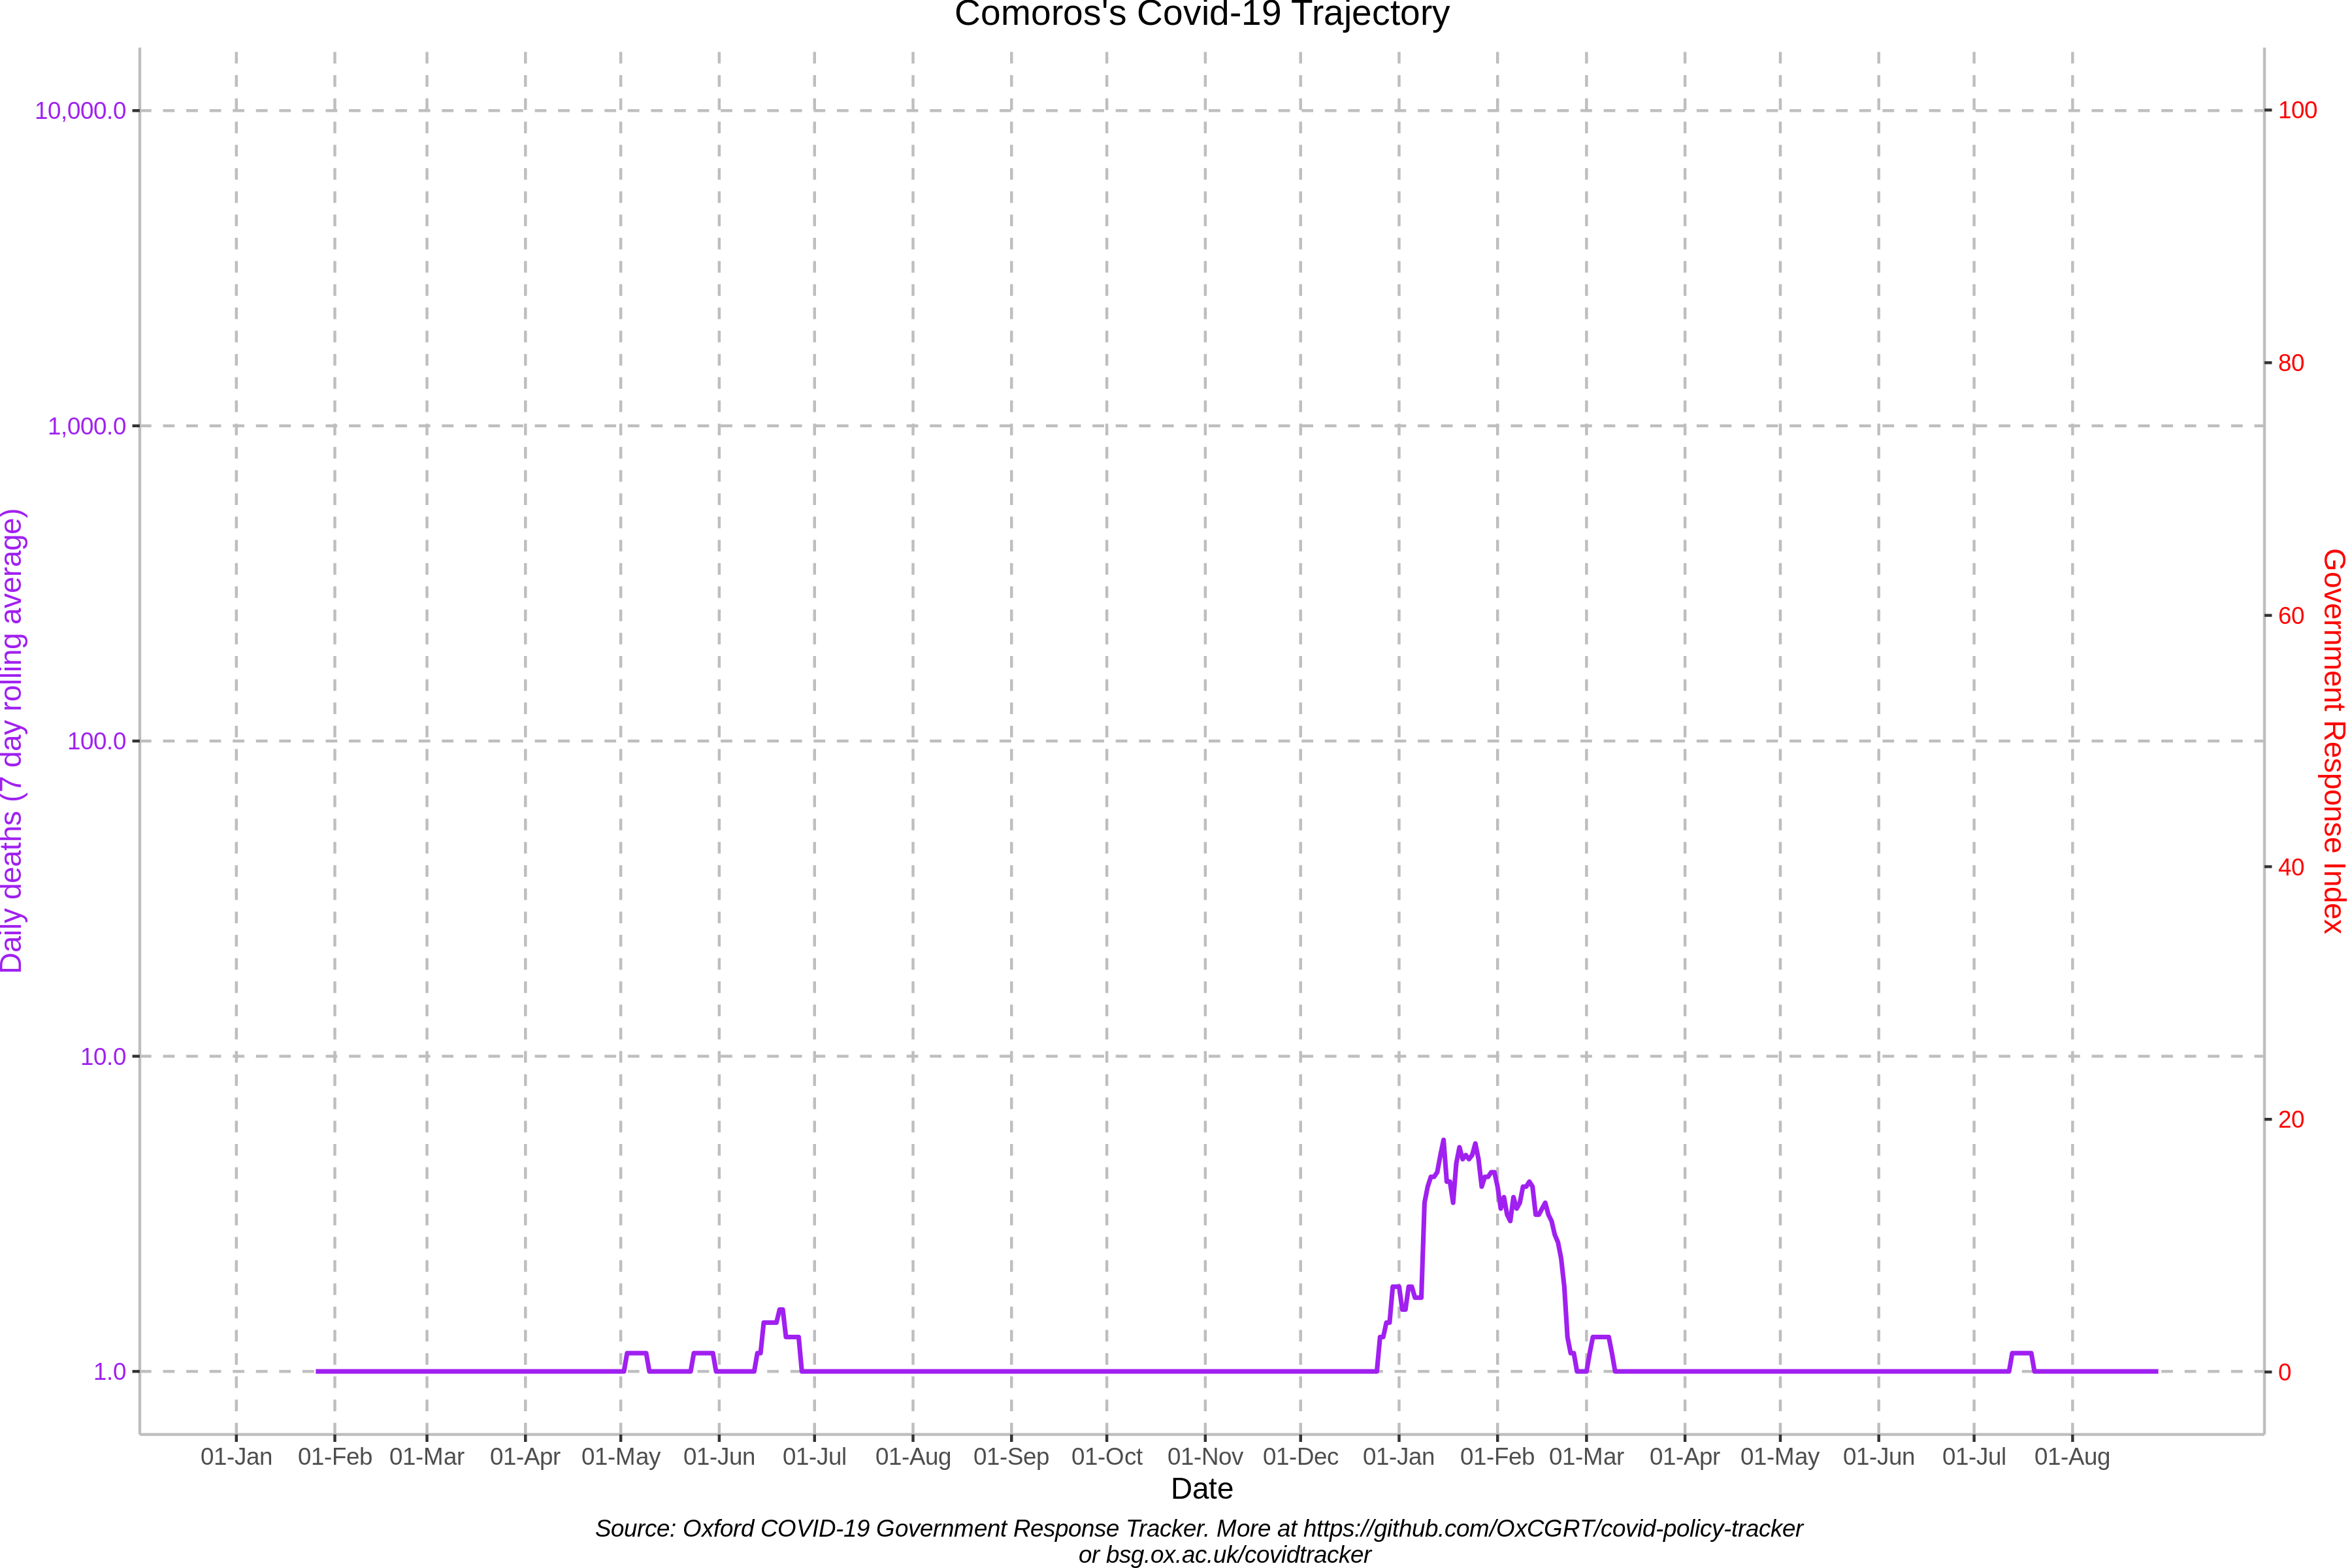 Comoros's Covid-19 Trajectory
10,000.0
1,000.0
100.0
10.0
1.0
Daily deaths (7 day rolling average)
100
80
60
40
20
0
Government Response Index
01-Jan 01-Feb 01-Mar 01-Apr 01-May 01-Jun 01-Jul 01-Aug 01-Sep 01-Oct 01-Nov 01-Dec 01-Jan 01-Feb 01-Mar 01-Apr 01-May 01-Jun 01-Jul 01-Aug
Date
Source: Oxford COVID-19 Government Response Tracker. More at https://github.com/OxCGRT/covid-policy-tracker
or bsg.ox.ac.uk/covidtracker